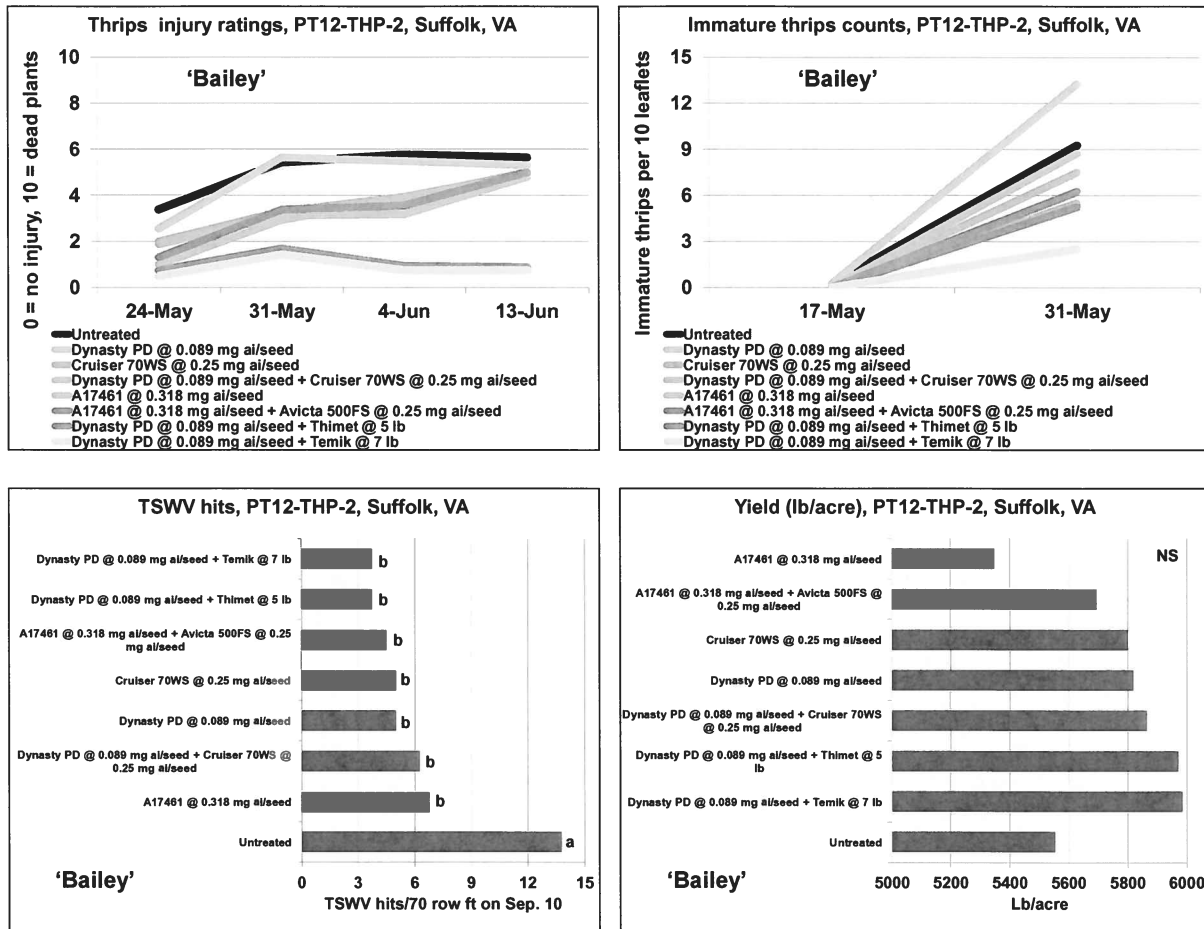 Thrips injury ratings, PT12-THP-2, Suffolk, VA
0 = no injury, 10 = dead plants
10
8
6
4
2
0
'Bailey'
24-May 31-May 4-Jun 13-Jun
Untreated
Dynasty PD @ 0.089 mg ai/seed
Cruiser 70WS @ 0.25 mg ai/seed
Dynasty PD @ 0.089 mg ai/seed + Cruiser 70WS @ 0.25 mg ai/seed
A17461 @ 0.318 mg ai/seed
A17461 @ 0.318 mg ai/seed + Avicta 500FS @ 0.25 mg ai/seed
Dynasty PD @ 0.089 mg ai/seed + Thimet @ 5 lb
Dynasty PD @ 0.089 mg ai/seed + Temik @ 7 lb
Immature thrips counts, PT12-THP-2, Suffolk, VA
Immature thrips per 10 leaflets
15
12
9
6
3
0
'Bailey'
17-May 31-May
Untreated
Dynasty PD @ 0.089 mg ai/seed
Cruiser 70WS @ 0.25 mg ai/seed
Dynasty PD @ 0.089 mg ai/seed + Cruiser 70WS @ 0.25 mg ai/seed
A17461 @ 0.318 mg ai/seed
A17461 @ 0.318 mg ai/seed + Avicta 500FS @ 0.25 mg ai/seed
Dynasty PD @ 0.089 mg ai/seed + Thimet @ 5 lb
Dynasty PD @ 0.089 mg ai/seed + Temik @ 7 lb
TSWV hits, PT12-THP-2, Suffolk, VA
Dynasty PD @ 0.089 mg ai/seed + Temik @ 7 lb b
Dynasty PD @ 0.089 mg ai/seed + Thimet @ 5 lb b
A17461 @ 0.318 mg ai/seed + Avicta 500FS @ 0.25
mg ai/seed b
Cruiser 70WS @ 0.25 mg ai/seed b
Dynasty PD @ 0.089 mg ai/seed b
Dynasty PD @ 0.089 mg ai/seed + Cruiser 70WS @
0.25 mg ai/seed b
A17461 @ 0.318 mg ai/seed b
Untreated a
0 3 6 9 12 15
'Bailey'
TSWV hits/70 row ft on Sep. 10
Yield (lb/acre), PT12-THP-2, Suffolk, VA
A17461 @ 0.318 mg ai/seed NS
A17461 @ 0.318 mg ai/seed + Avicta 500FS @
0.25 mg ai/seed
Cruiser 70WS @ 0.25 mg ai/seed
Dynasty PD @ 0.089 mg ai/seed
Dynasty PD @ 0.089 mg ai/seed + Cruiser 70WS
@ 0.25 mg ai/seed
Dynasty PD @ 0.089 mg ai/seed + Thimet @ 5
lb
Dynasty PD @ 0.089 mg ai/seed + Temik @ 7 lb
Untreated
'Bailey'
5000 5200 5400 5600 5800 6000
Lb/acre